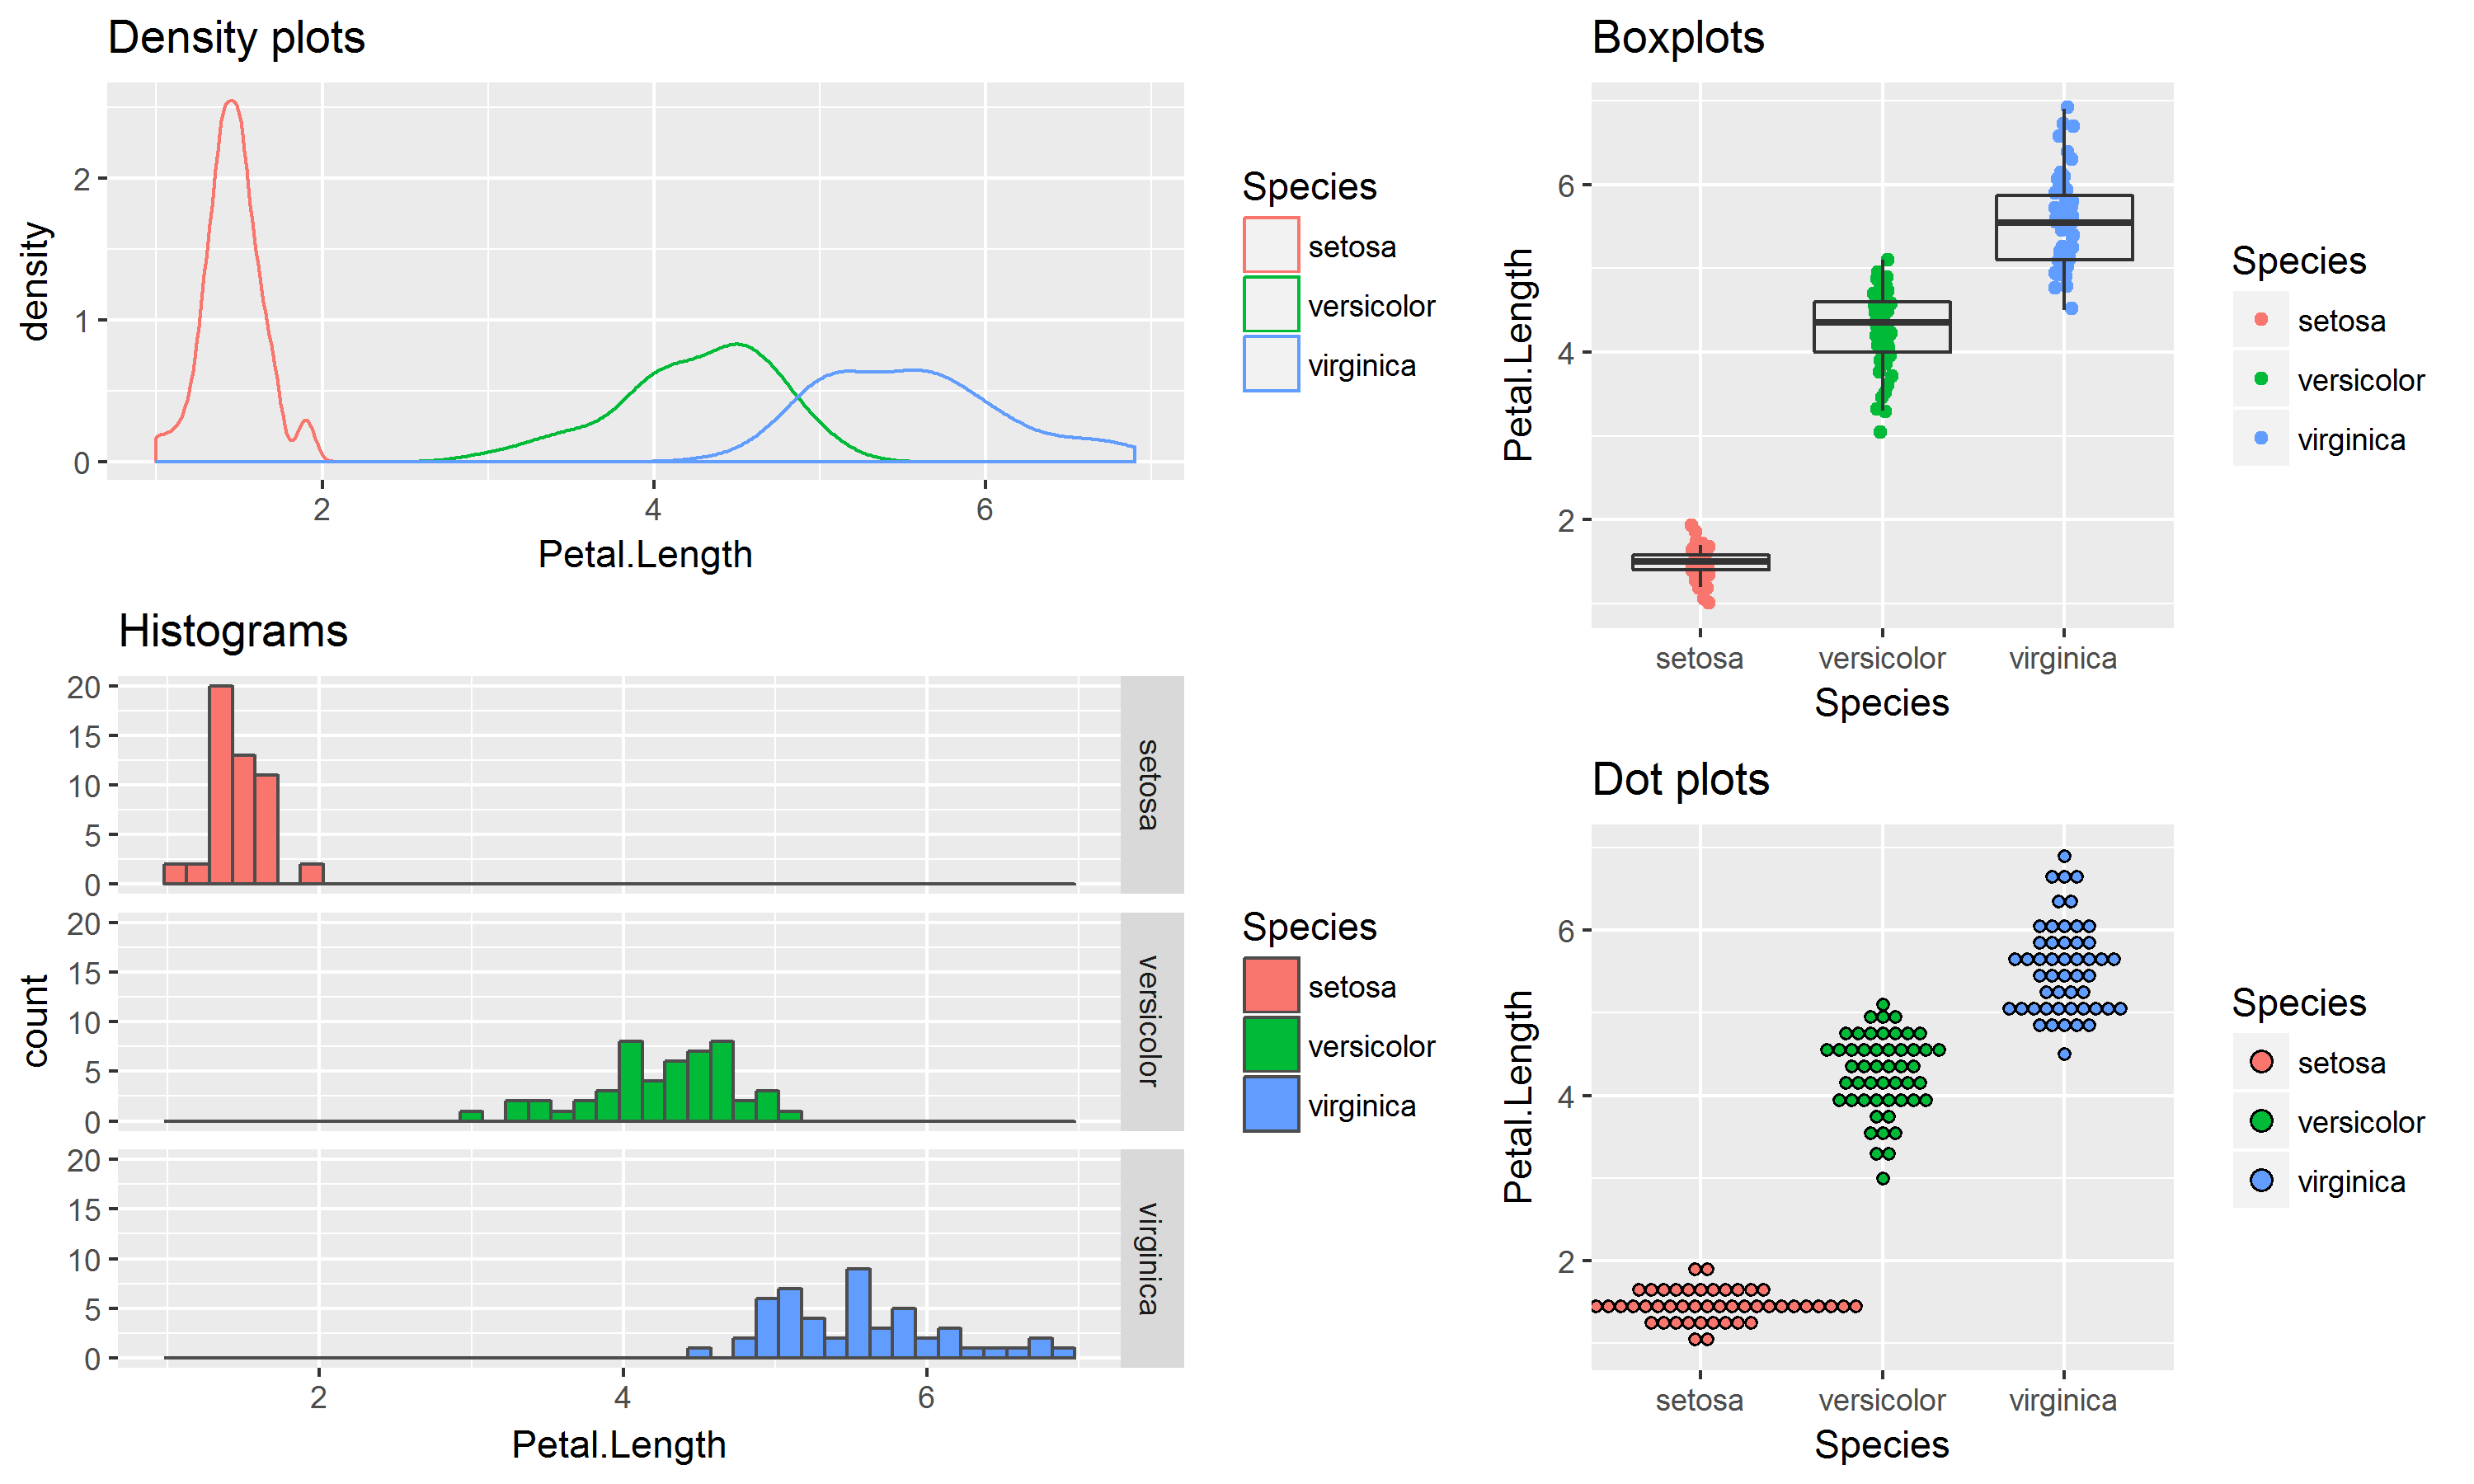 Density plots
2
1
0
density
2 4 6
Petal.Length
Species
setosa
versicolor
virginica
Boxplots
6
4
2
Petal.Length
setosa versicolor virginica
Species
Species
setosa
versicolor
virginica
Histograms
20
15
10
5
0
setosa
20
15
10
5
0
versicolor
20
15
10
5
0
virginica
count
2 4 6
Petal.Length
Species
setosa
versicolor
virginica
Dot plots
6
4
2
Petal.Length
setosa versicolor virginica
Species
Species
setosa
versicolor
virginica